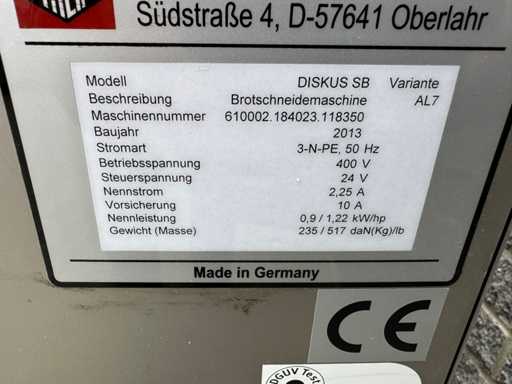 Südstraße 4, D-57641 Oberlahr
Modell DISKUS SB Variante
Beschreibung Brotschneidemaschine AL7
Maschinennummer 610002.184023.118350
Baujahr 2013
Stromart 3-N-PE, 50 Hz
Betriebsspannung 400 V
Steuerspannung 24 V
Nennstrom 2,25 A
Vorsicherung 10 A
Nennleistung 0,9 / 1,22 kW/hp
Gewicht (Masse) 235 / 517 daN(Kg)/lb
Made in Germany
CE
DGUV Test